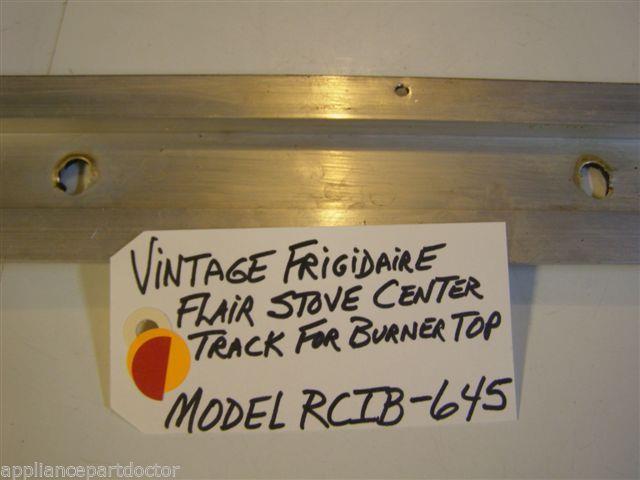 VINTAGE FRIGIDAIRE
FLAIR STOVE CENTER
TRACK FOR BURNER TOP
MODEL RCIB-645
appliancepartdoctor